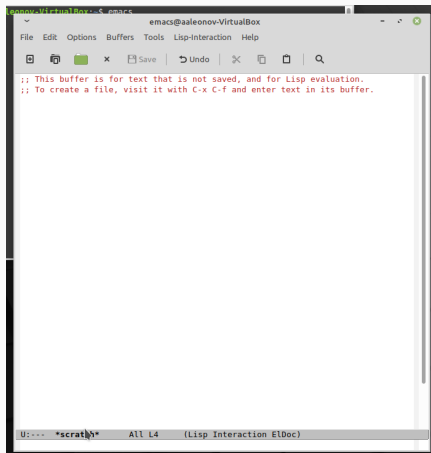 leonov-VirtualBox:~$ emacs
emacs@aaleonov-VirtualBox
File Edit Options Buffers Tools Lisp-Interaction Help
Save Undo
;; This buffer is for text that is not saved, and for Lisp evaluation.
;; To create a file, visit it with C-x C-f and enter text in its buffer.
U:--- *scratch* All L4 (Lisp Interaction ElDoc)